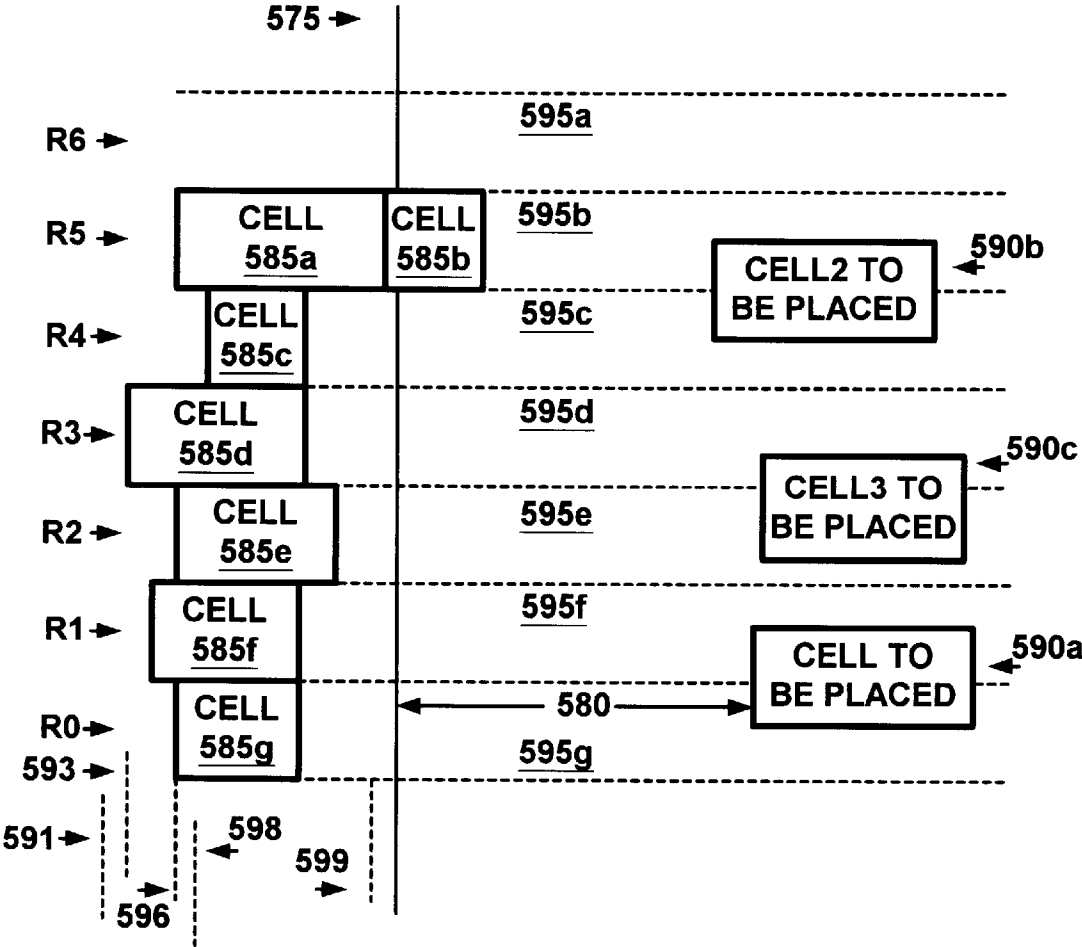 575
595a
R6
CELL
585a
CELL
585b
595b
R5
590b
CELL2 TO
BE PLACED
CELL
585c
595c
R4
CELL
585d
595d
R3
590c
CELL3 TO
BE PLACED
CELL
585e
595e
R2
CELL
585f
595f
R1
590a
CELL TO
BE PLACED
CELL
585g
580
R0
595g
593
591
598
599
596